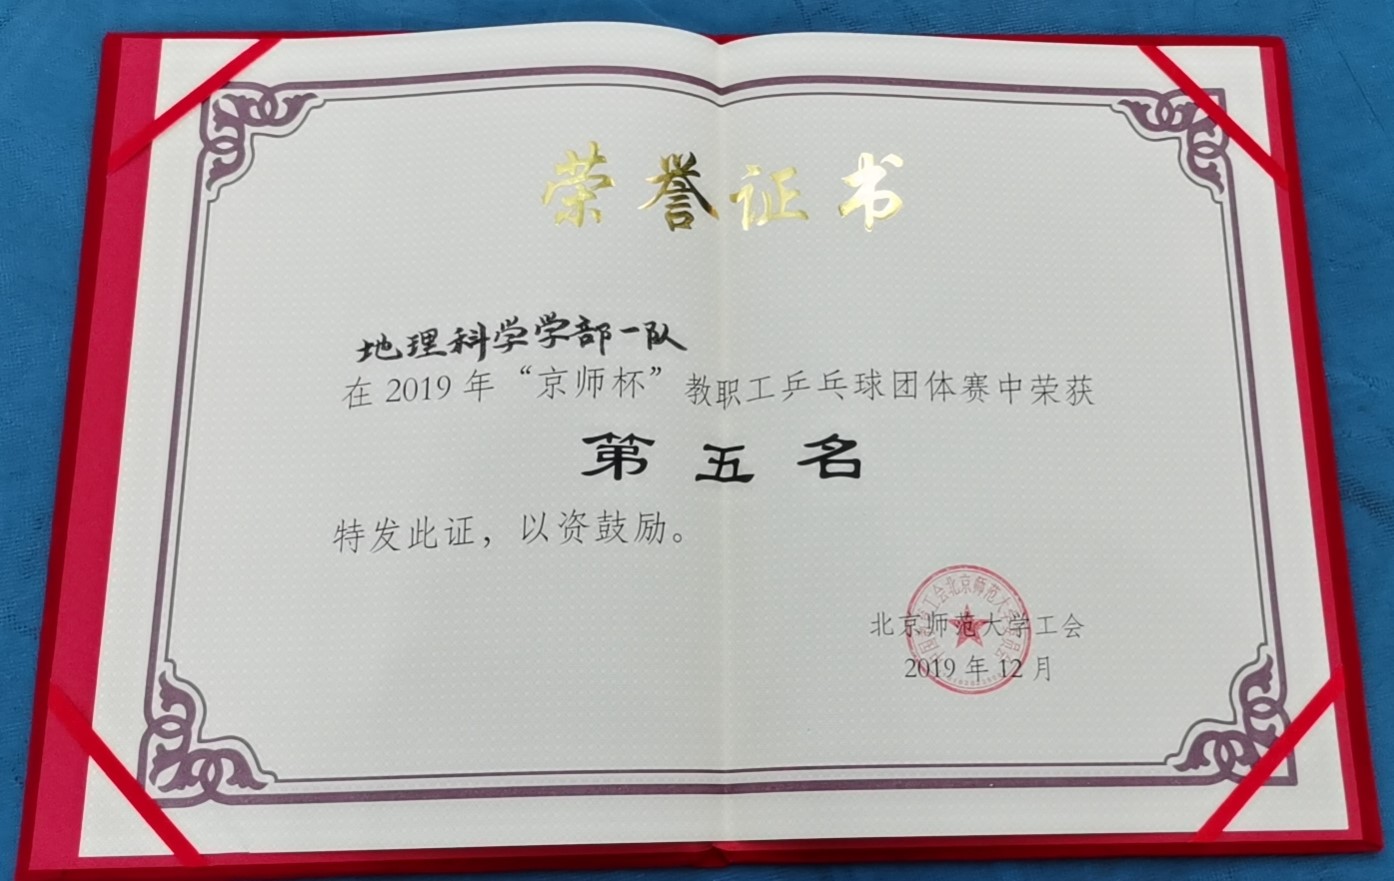 荣誉证书
地理科学学部一队
在2019年“京师杯”教职工乒乓球团体赛中荣获
第五名
特发此证，以资鼓励。
北京师范大学工会
2019年12月